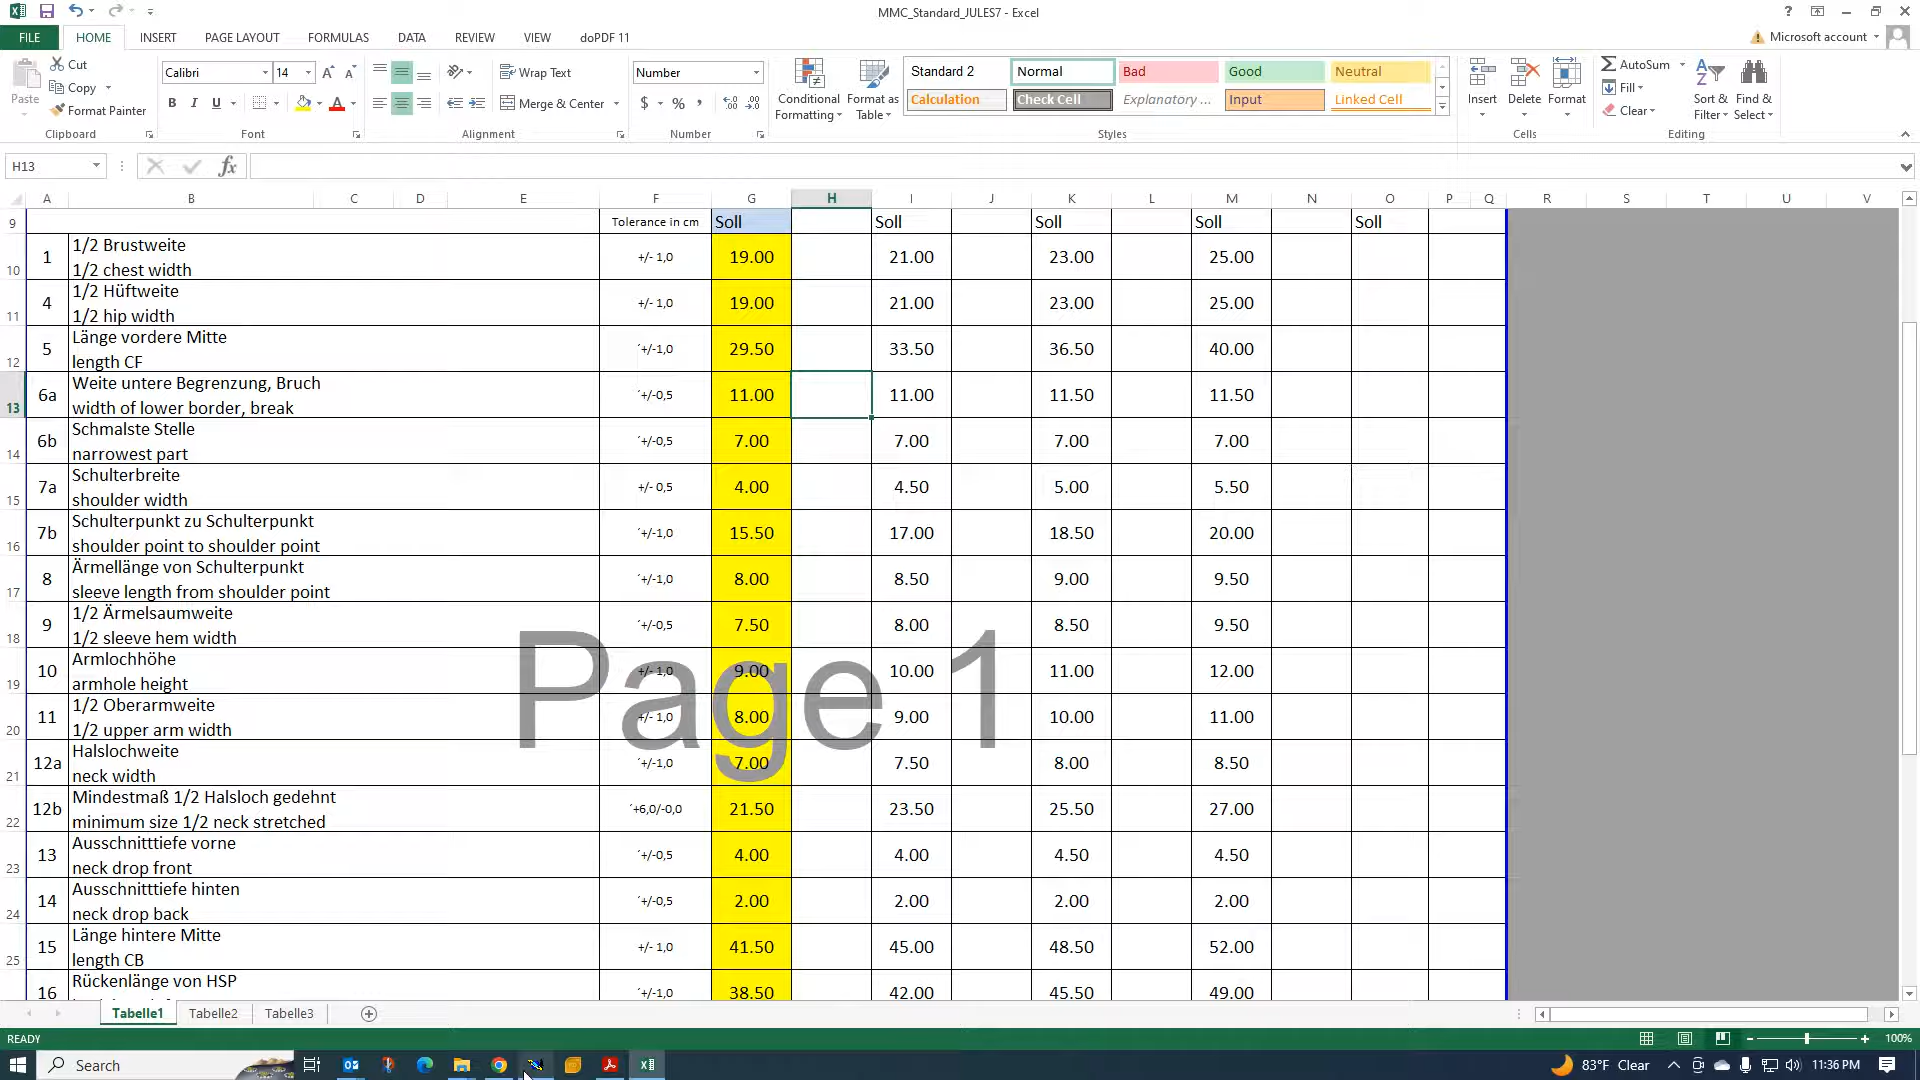 MMC_Standard_JULES7 - Excel
FILE HOME INSERT PAGE LAYOUT FORMULAS DATA REVIEW VIEW doPDF 11 Microsoft account
Cut
Copy
Format Painter
Paste
Clipboard
Calibri 14
B I U
Font
Wrap Text
Merge & Center
Alignment
Number
$ % ,
Number
Conditional Formatting
Format as Table
Standard 2 Normal Bad Good Neutral
Calculation Check Cell Explanatory ... Input Linked Cell
Styles
Insert Delete Format
Cells
AutoSum
Fill
Clear
Sort & Filter
Find & Select
Editing
H13 fx
A B C D E F G H I J K L M N O P Q R S T U V
9 Tolerance in cm Soll Soll Soll Soll Soll
10 1 1/2 Brustweite
1/2 chest width +/- 1,0 19.00 21.00 23.00 25.00
11 4 1/2 Hüftweite
1/2 hip width +/- 1,0 19.00 21.00 23.00 25.00
12 5 Länge vordere Mitte
length CF ´+/-1,0 29.50 33.50 36.50 40.00
13 6a Weite untere Begrenzung, Bruch
width of lower border, break ´+/-0,5 11.00 11.00 11.50 11.50
14 6b Schmalste Stelle
narrowest part ´+/-0,5 7.00 7.00 7.00 7.00
15 7a Schulterbreite
shoulder width +/- 0,5 4.00 4.50 5.00 5.50
16 7b Schulterpunkt zu Schulterpunkt
shoulder point to shoulder point ´+/-1,0 15.50 17.00 18.50 20.00
17 8 Ärmellänge von Schulterpunkt
sleeve length from shoulder point ´+/-1,0 8.00 8.50 9.00 9.50
18 9 1/2 Ärmelsaumweite
1/2 sleeve hem width ´+/-0,5 7.50 8.00 8.50 9.50
Page 1
19 10 Armlochhöhe
armhole height +/- 1,0 9.00 10.00 11.00 12.00
20 11 1/2 Oberarmweite
1/2 upper arm width +/- 1,0 8.00 9.00 10.00 11.00
21 12a Halslochweite
neck width ´+/-1,0 7.00 7.50 8.00 8.50
22 12b Mindestmaß 1/2 Halsloch gedehnt
minimum size 1/2 neck stretched ´+6,0/-0,0 21.50 23.50 25.50 27.00
23 13 Ausschnitttiefe vorne
neck drop front ´+/-0,5 4.00 4.00 4.50 4.50
24 14 Ausschnitttiefe hinten
neck drop back ´+/-0,5 2.00 2.00 2.00 2.00
25 15 Länge hintere Mitte
length CB +/- 1,0 41.50 45.00 48.50 52.00
16 Rückenlänge von HSP
´+/-1,0 38.50 42.00 45.50 49.00
Tabelle1 Tabelle2 Tabelle3
READY 100%
Search 83°F Clear 11:36 PM